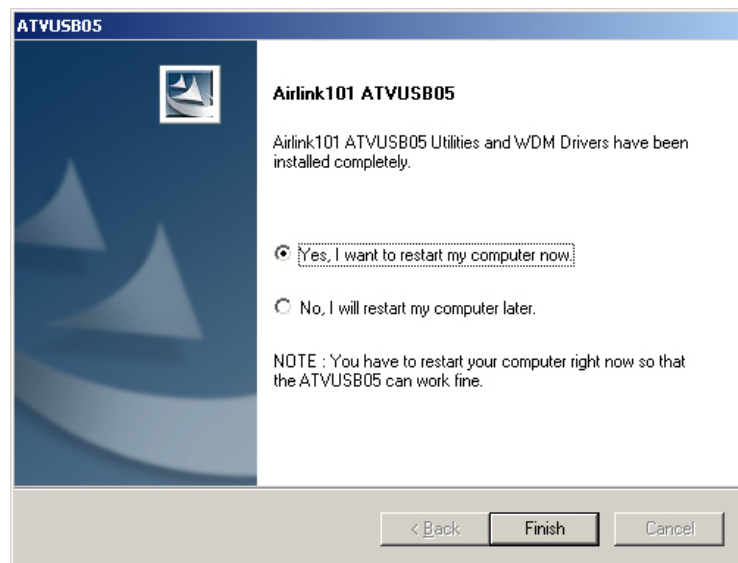 ATVUSB05
Airlink101 ATVUSB05
Airlink101 ATVUSB05 Utilities and WDM Drivers have been
installed completely.
Yes, I want to restart my computer now.
No, I will restart my computer later.
NOTE : You have to restart your computer right now so that
the ATVUSB05 can work fine.
< Back
Finish
Cancel